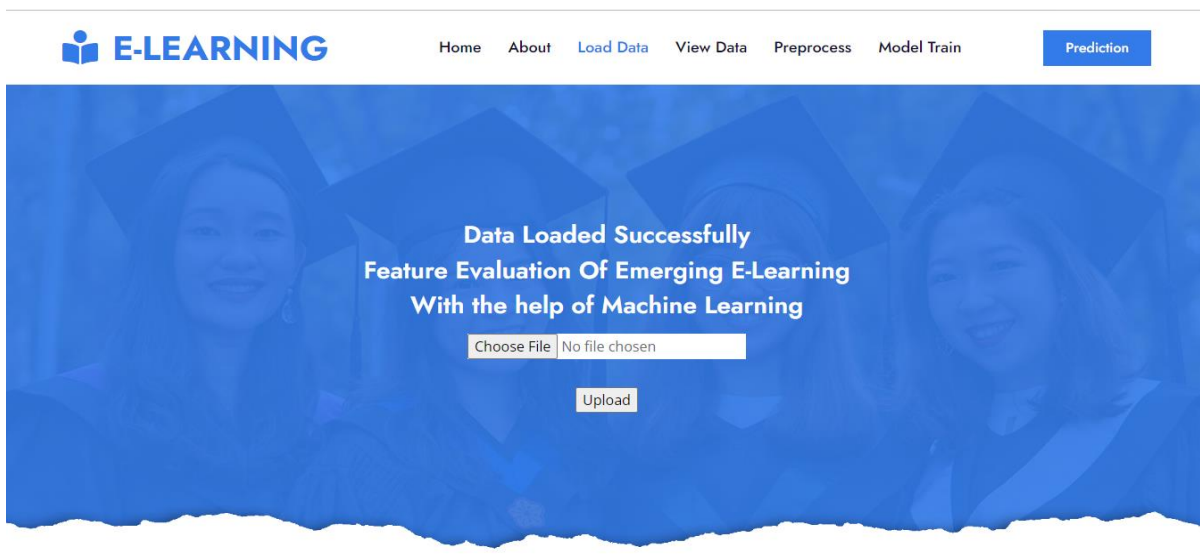 E-LEARNING
Home About Load Data View Data Preprocess Model Train Prediction
Data Loaded Successfully
Feature Evaluation Of Emerging E-Learning
With the help of Machine Learning
Choose File No file chosen
Upload